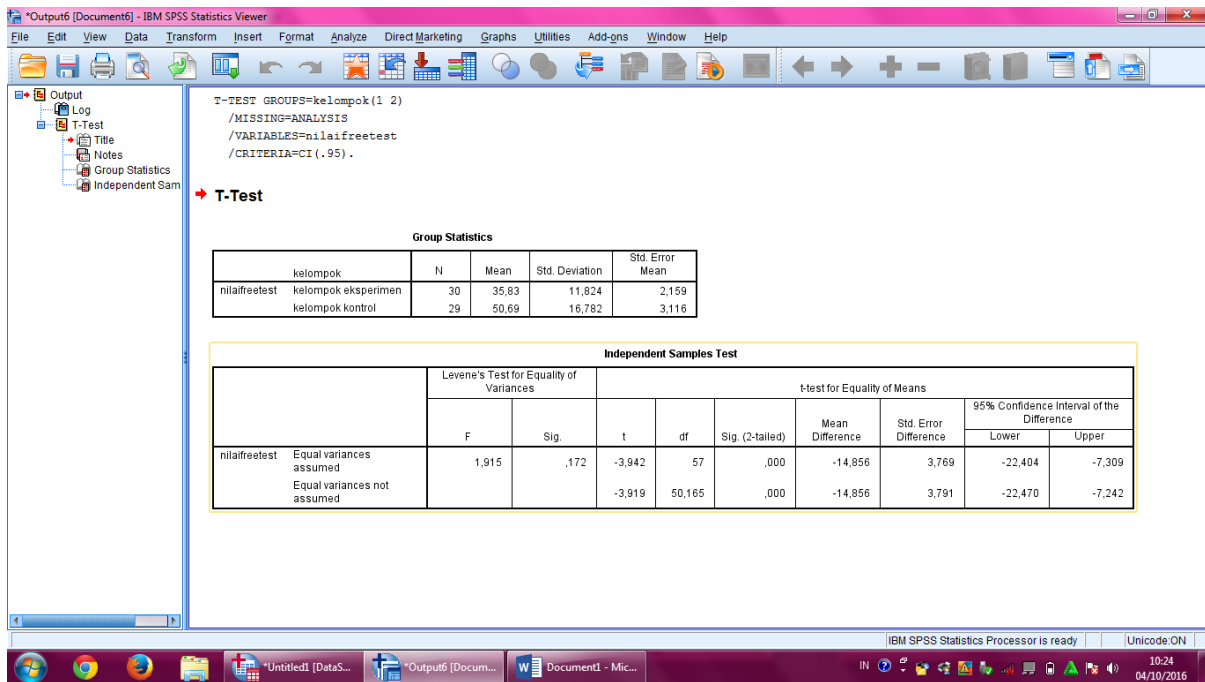 *Output6 [Document6] - IBM SPSS Statistics Viewer
File Edit View Data Transform Insert Format Analyze Direct Marketing Graphs Utilities Add-ons Window Help
Output
Log
T-Test
Title
Notes
Group Statistics
Independent Sam
T-TEST GROUPS=kelompok(1 2)
/MISSING=ANALYSIS
/VARIABLES=nilaifreetest
/CRITERIA=CI(.95).
T-Test
Group Statistics
kelompok N Mean Std. Deviation Std. Error Mean
nilaifreetest kelompok eksperimen 30 35,83 11,824 2,159
kelompok kontrol 29 50,69 16,782 3,116
Independent Samples Test
Levene's Test for Equality of Variances t-test for Equality of Means
F Sig. t df Sig. (2-tailed) Mean Difference Std. Error Difference 95% Confidence Interval of the Difference
Lower Upper
nilaifreetest Equal variances assumed 1,915 ,172 -3,942 57 ,000 -14,856 3,769 -22,404 -7,309
Equal variances not assumed -3,919 50,165 ,000 -14,856 3,791 -22,470 -7,242
IBM SPSS Statistics Processor is ready Unicode:ON
*Untitled1 [DataS... *Output6 [Docum... Document1 - Mic... IN 10:24
04/10/2016